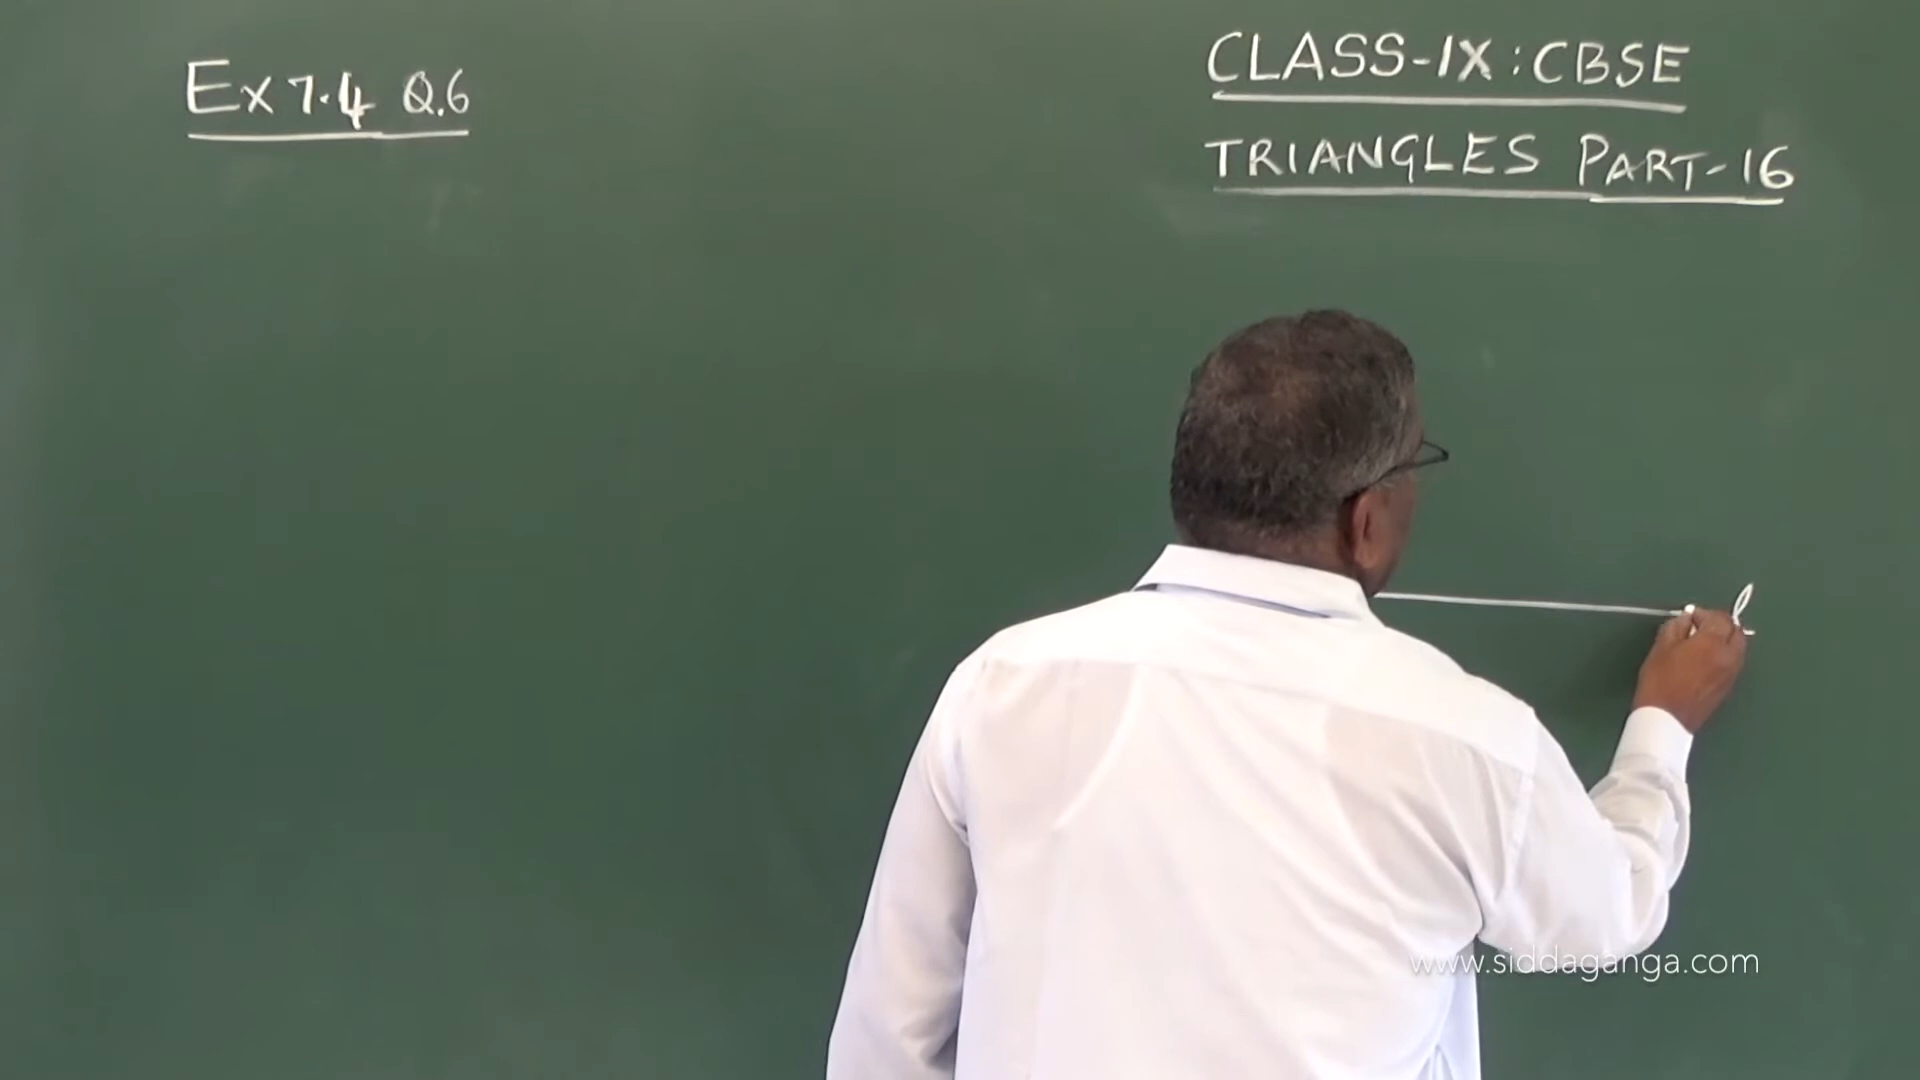 Ex 7.4 Q.6
CLASS-IX : CBSE
TRIANGLES PART-16
l
www.siddaganga.com